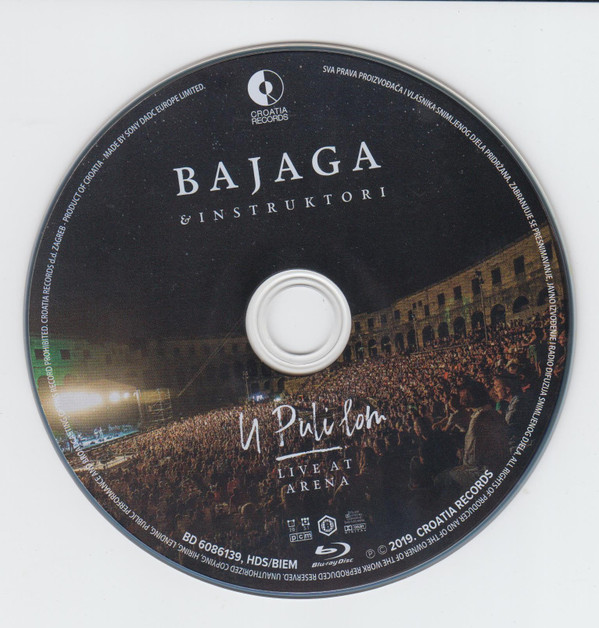 CROATIA
RECORDS
BAJAGA
& INSTRUKTORI
U Puli lom
LIVE AT
ARENA
pcm
Blu-ray Disc
BD 6086139, HDS/BIEM
℗ © 2019. CROATIA RECORDS
SVA PRAVA PROIZVOĐAČA I VLASNIKA SNIMLJENOG DJELA PRIDRŽANA. ZABRANJUJE SE PRESNIMAVANJE, JAVNO IZVOĐENJE I RADIO DIFUZIJA SNIMLJENOG DJELA. ALL RIGHTS OF PRODUCER AND OF THE OWNER OF THE WORK REPRODUCED RESERVED. UNAUTHORIZED COPYING, HIRING, LENDING, PUBLIC PERFORMANCE AND BROADCASTING OF THIS RECORD PROHIBITED. CROATIA RECORDS d.d. ZAGREB - PRODUCT OF CROATIA - MADE BY SONY DADC EUROPE LIMITED.